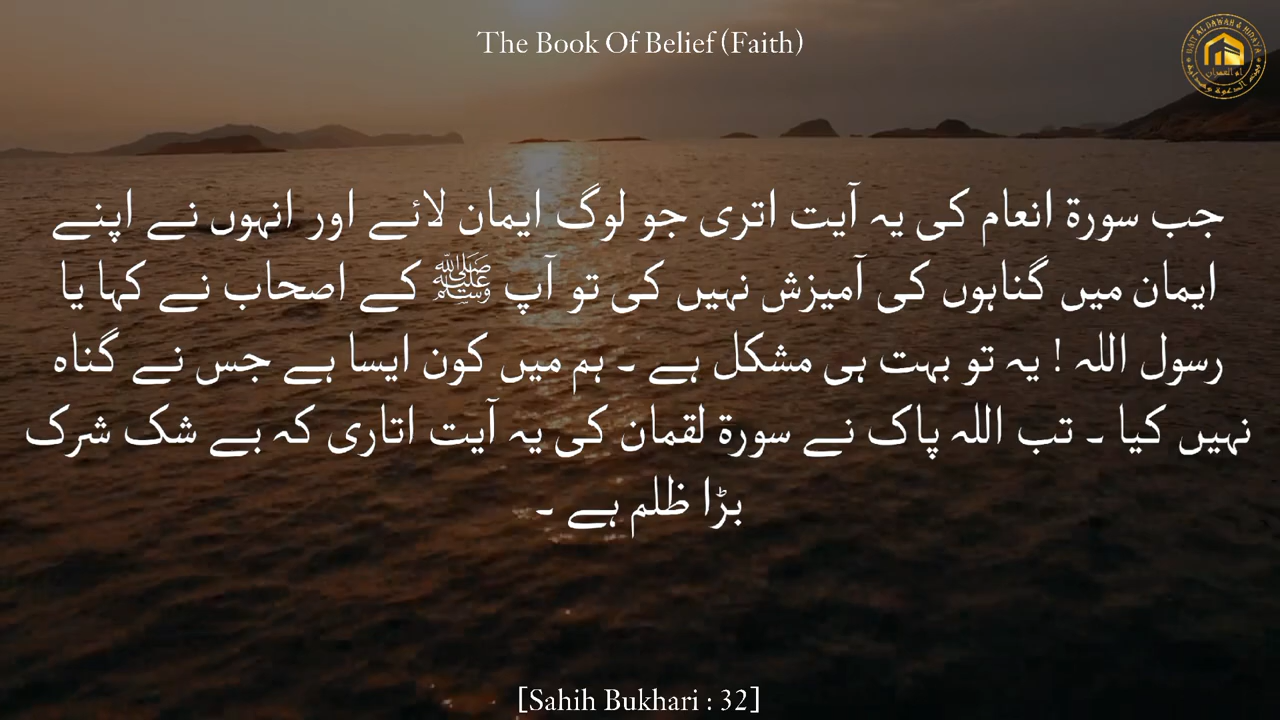 The Book Of Belief (Faith)
BAIT AL DAWAH & HIDAYA
جب سورۃ انعام کی یہ آیت اتری جو لوگ ایمان لائے اور انہوں نے اپنے
ایمان میں گناہوں کی آمیزش نہیں کی تو آپ ﷺ کے اصحاب نے کہا یا
رسول اللہ ! یہ تو بہت ہی مشکل ہے ۔ ہم میں کون ایسا ہے جس نے گناہ
نہیں کیا ۔ تب اللہ پاک نے سورۃ لقمان کی یہ آیت اتاری کہ بے شک شرک
بڑا ظلم ہے ۔
[Sahih Bukhari : 32]